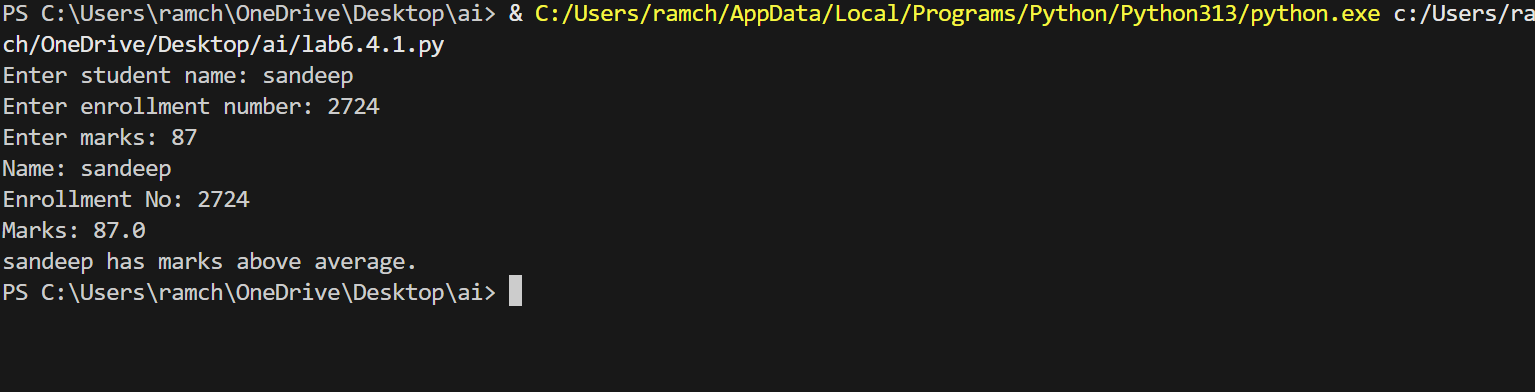 PS C:\Users\ramch\OneDrive\Desktop\ai> & C:/Users/ramch/AppData/Local/Programs/Python/Python313/python.exe c:/Users/ra
ch/OneDrive/Desktop/ai/lab6.4.1.py
Enter student name: sandeep
Enter enrollment number: 2724
Enter marks: 87
Name: sandeep
Enrollment No: 2724
Marks: 87.0
sandeep has marks above average.
PS C:\Users\ramch\OneDrive\Desktop\ai>